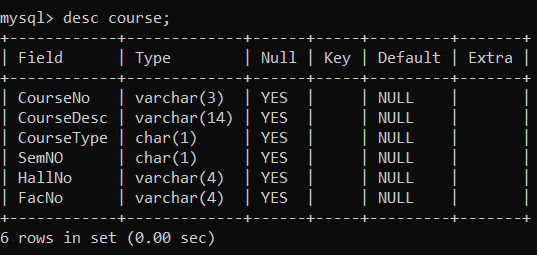 mysql> desc course;
+------------+-------------+------+-----+---------+-------+
| Field      | Type        | Null | Key | Default | Extra |
+------------+-------------+------+-----+---------+-------+
| CourseNo   | varchar(3)  | YES  |     | NULL    |       |
| CourseDesc | varchar(14) | YES  |     | NULL    |       |
| CourseType | char(1)     | YES  |     | NULL    |       |
| SemNO      | char(1)     | YES  |     | NULL    |       |
| HallNo     | varchar(4)  | YES  |     | NULL    |       |
| FacNo      | varchar(4)  | YES  |     | NULL    |       |
+------------+-------------+------+-----+---------+-------+
6 rows in set (0.00 sec)